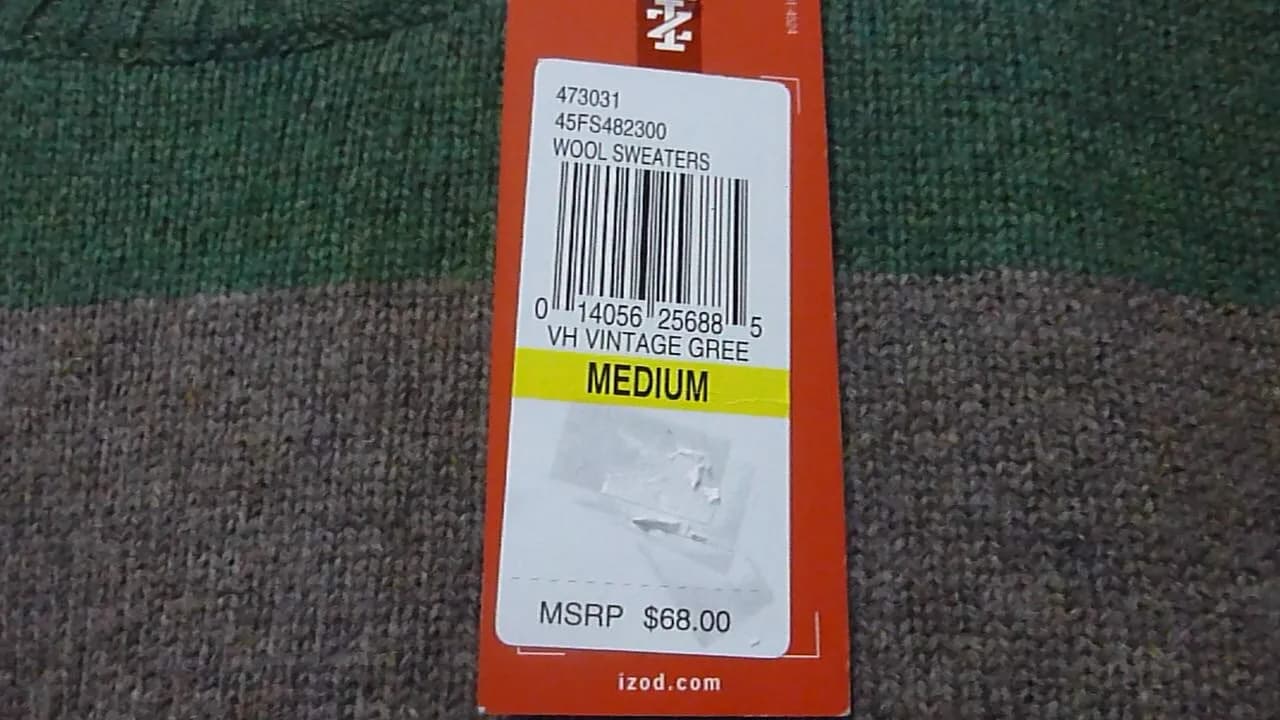 473031
45FS482300
WOOL SWEATERS
0 14056 25688 5
VH VINTAGE GREE
MEDIUM
MSRP $68.00
izod.com